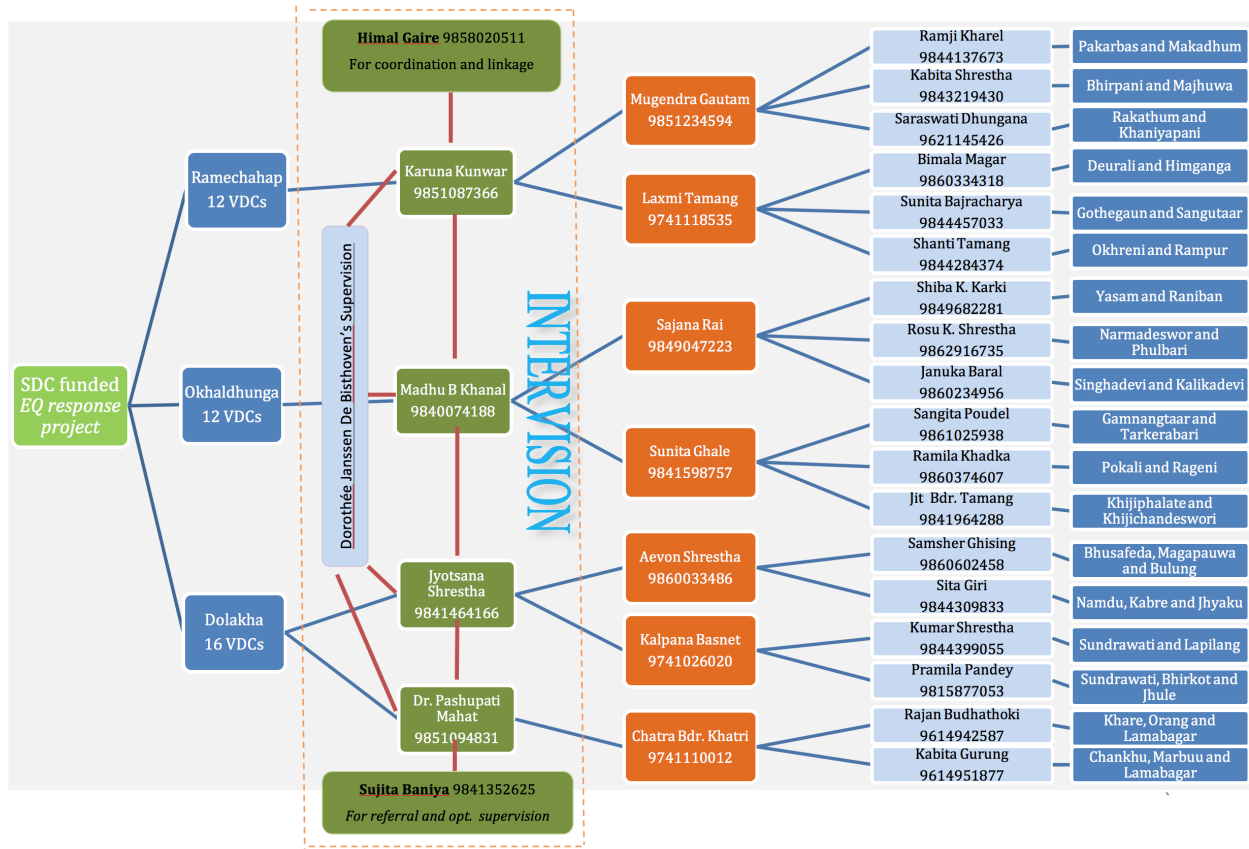 SDC funded
EQ response
project
Ramechahap
12 VDCs
Okhaldhunga
12 VDCs
Dolakha
16 VDCs
Himal Gaire 9858020511
For coordination and linkage
Karuna Kunwar
9851087366
Dorothée Janssen De Bisthoven's Supervision
Madhu B Khanal
9840074188
Jyotsana
Shrestha
9841464166
Dr. Pashupati
Mahat
9851094831
Sujita Baniya 9841352625
For referral and opt. supervision
INTERVISION
Mugendra Gautam
9851234594
Laxmi Tamang
9741118535
Sajana Rai
9849047223
Sunita Ghale
9841598757
Aevon Shrestha
9860033486
Kalpana Basnet
9741026020
Chatra Bdr. Khatri
9741110012
Ramji Kharel
9844137673
Pakarbas and Makadhum
Kabita Shrestha
9843219430
Bhirpani and Majhuwa
Saraswati Dhungana
9621145426
Rakathum and
Khaniyapani
Bimala Magar
9860334318
Deurali and Himganga
Sunita Bajracharya
9844457033
Gothegaun and Sangutaar
Shanti Tamang
9844284374
Okhreni and Rampur
Shiba K. Karki
9849682281
Yasam and Raniban
Rosu K. Shrestha
9862916735
Narmadeswor and
Phulbari
Januka Baral
9860234956
Singhadevi and Kalikadevi
Sangita Poudel
9861025938
Gamnangtaar and
Tarkerabari
Ramila Khadka
9860374607
Pokali and Rageni
Jit Bdr. Tamang
9841964288
Khijiphalate and
Khijichandeswori
Samsher Ghising
9860602458
Bhusafeda, Magapauwa
and Bulung
Sita Giri
9844309833
Namdu, Kabre and Jhyaku
Kumar Shrestha
9844399055
Sundrawati and Lapilang
Pramila Pandey
9815877053
Sundrawati, Bhirkot and
Jhule
Rajan Budhathoki
9614942587
Khare, Orang and
Lamabagar
Kabita Gurung
9614951877
Chankhu, Marbuu and
Lamabagar